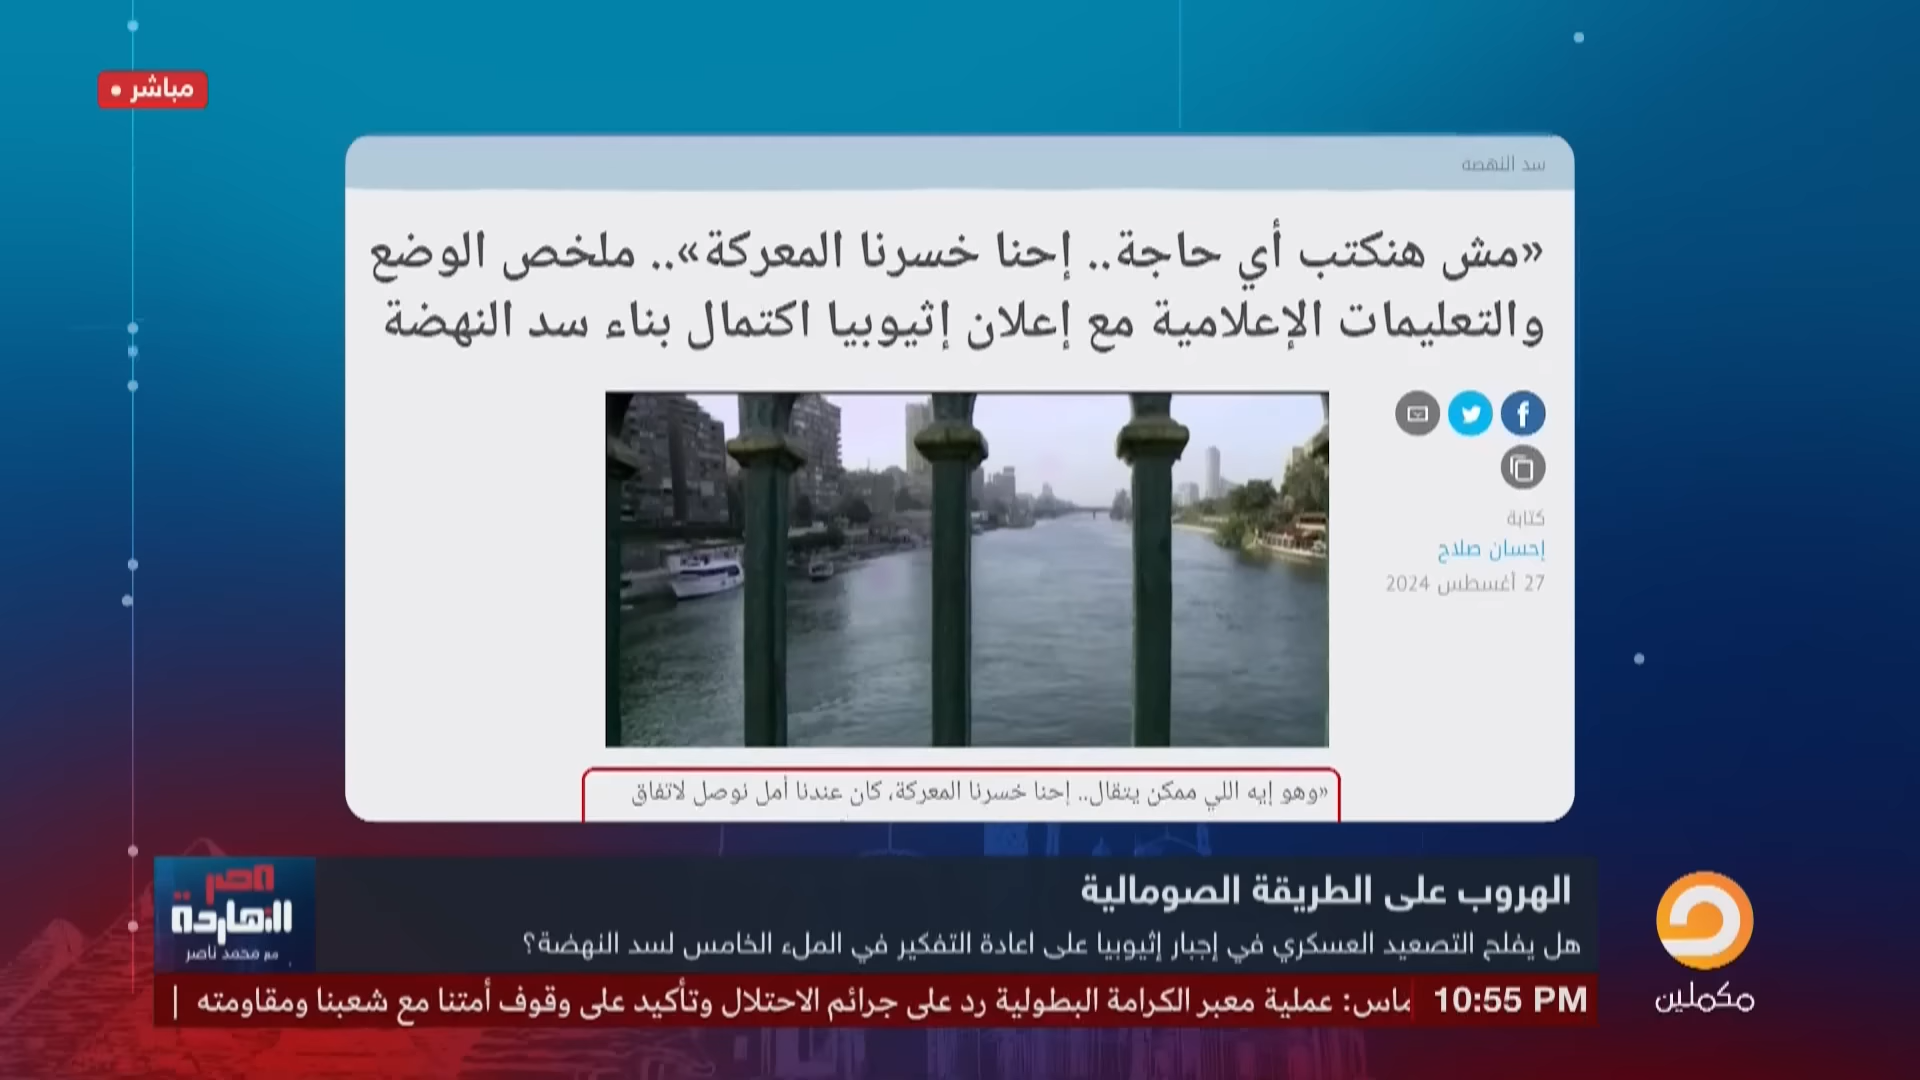 مباشر
سد النهضه
«مش هنكتب أي حاجة.. إحنا خسرنا المعركة».. ملخص الوضع
والتعليمات الإعلامية مع إعلان إثيوبيا اكتمال بناء سد النهضة
كتابة
إحسان صلاح
27 أغسطس 2024
«وهو إيه اللي ممكن يتقال.. إحنا خسرنا المعركة، كان عندنا أمل نوصل لاتفاق
الهروب على الطريقة الصومالية
هل يفلح التصعيد العسكري في إجبار إثيوبيا على اعادة التفكير في الملء الخامس لسد النهضة؟
مصر
النهاردة
مع محمد ناصر
10:55 PM
ماس: عملية معبر الكرامة البطولية رد على جرائم الاحتلال وتأكيد على وقوف أمتنا مع شعبنا ومقاومته |
مكملين